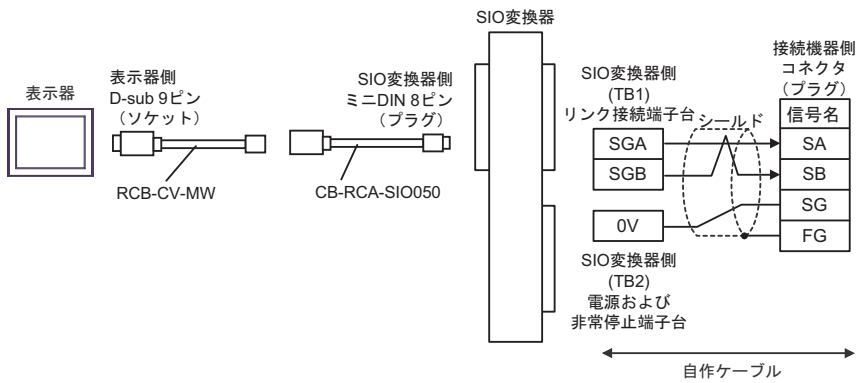 SIO変換器
表示器
表示器側
D-sub 9ピン
（ソケット）
RCB-CV-MW
SIO変換器側
ミニDIN 8ピン
（プラグ）
CB-RCA-SIO050
SIO変換器側
(TB1)
リンク接続端子台
シールド
接続機器側
コネクタ
（プラグ）
信号名
SGA
SA
SGB
SB
SG
0V
FG
SIO変換器側
(TB2)
電源および
非常停止端子台
自作ケーブル